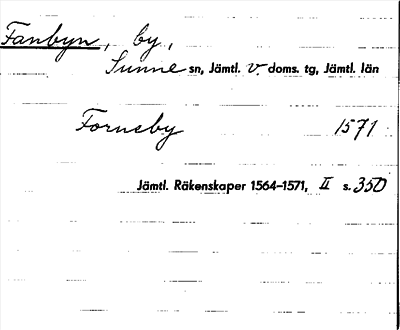 Fanbyn, by,
Sunne sn, Jämtl. v. doms. tg, Jämtl. län
Forneby 1571
Jämtl. Räkenskaper 1564–1571, II s. 350